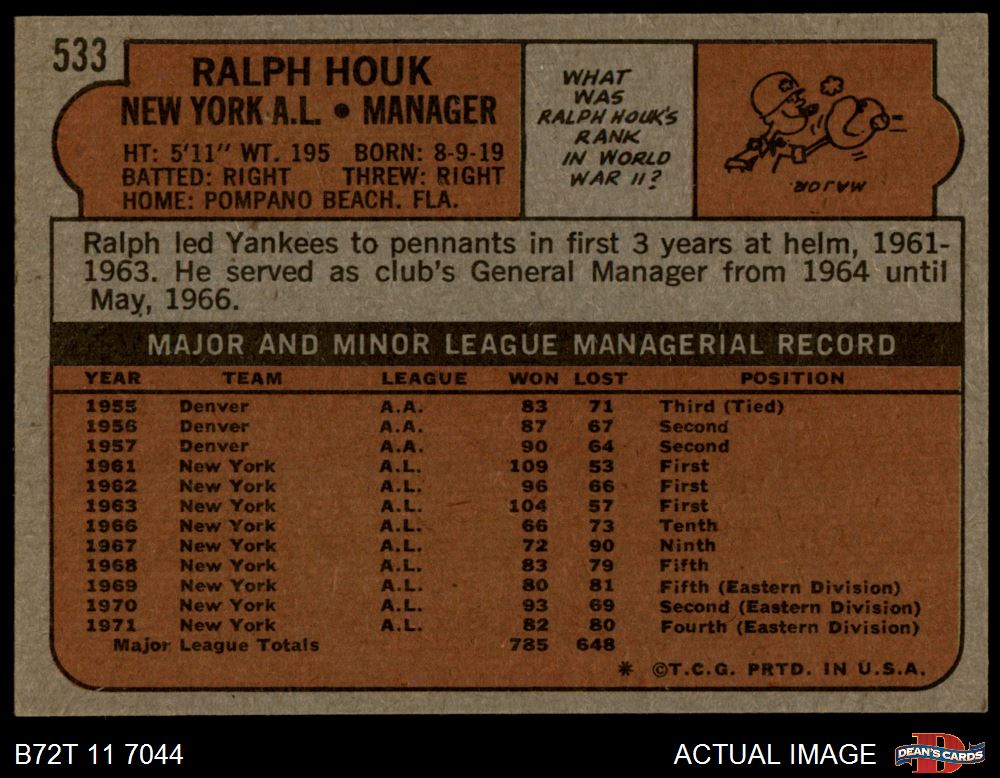 533
RALPH HOUK
NEW YORK A.L. • MANAGER
HT: 5'11" WT. 195 BORN: 8-9-19
BATTED: RIGHT THREW: RIGHT
HOME: POMPANO BEACH. FLA.
WHAT
WAS
RALPH HOUK'S
RANK
IN WORLD
WAR II?
MAJOR
Ralph led Yankees to pennants in first 3 years at helm, 1961-
1963. He served as club's General Manager from 1964 until
May, 1966.
MAJOR AND MINOR LEAGUE MANAGERIAL RECORD
YEAR TEAM LEAGUE WON LOST POSITION
1955 Denver A.A. 83 71 Third (Tied)
1956 Denver A.A. 87 67 Second
1957 Denver A.A. 90 64 Second
1961 New York A.L. 109 53 First
1962 New York A.L. 96 66 First
1963 New York A.L. 104 57 First
1966 New York A.L. 66 73 Tenth
1967 New York A.L. 72 90 Ninth
1968 New York A.L. 83 79 Fifth
1969 New York A.L. 80 81 Fifth (Eastern Division)
1970 New York A.L. 93 69 Second (Eastern Division)
1971 New York A.L. 82 80 Fourth (Eastern Division)
Major League Totals 785 648
* ©T.C.G. PRTD. IN U.S.A.
B72T 11 7044
ACTUAL IMAGE
DEAN'S CARDS